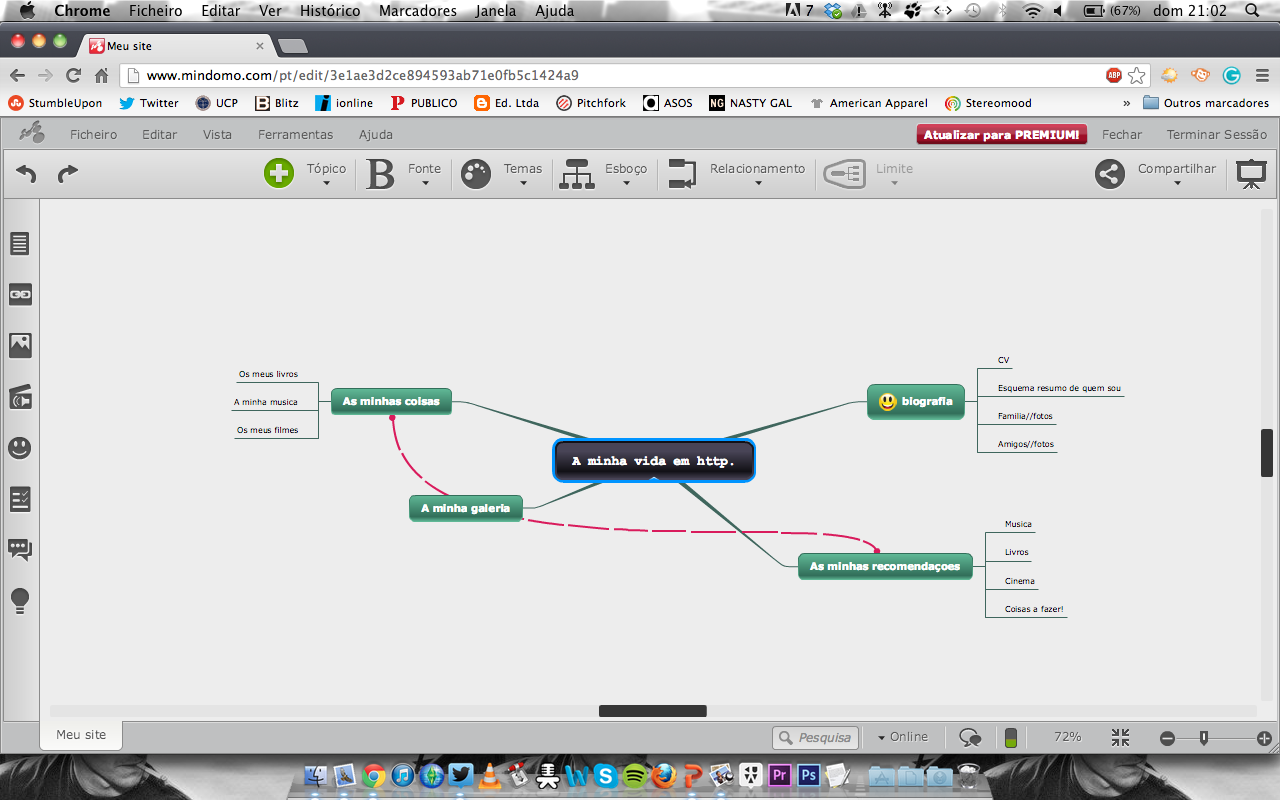 Chrome Ficheiro Editar Ver Histórico Marcadores Janela Ajuda 7 (67%) dom 21:02
Meu site
www.mindomo.com/pt/edit/3e1ae3d2ce894593ab71e0fb5c1424a9 ABP
StumbleUpon Twitter UCP B Blitz i ionline P PUBLICO Ed. Ltda Pitchfork ASOS NG NASTY GAL American Apparel Stereomood » Outros marcadores
Ficheiro Editar Vista Ferramentas Ajuda Atualizar para PREMIUM! Fechar Terminar Sessão
Tópico B Fonte Temas Esboço Relacionamento Limite Compartilhar
CV
Os meus livros
Esquema resumo de quem sou
As minhas coisas
biografia
A minha musica
Familia//fotos
Os meus filmes
Amigos//fotos
A minha vida em http.
A minha galeria
Musica
Livros
As minhas recomendaçoes
Cinema
Coisas a fazer!
Meu site Pesquisa Online 72%
W S P Pr Ps